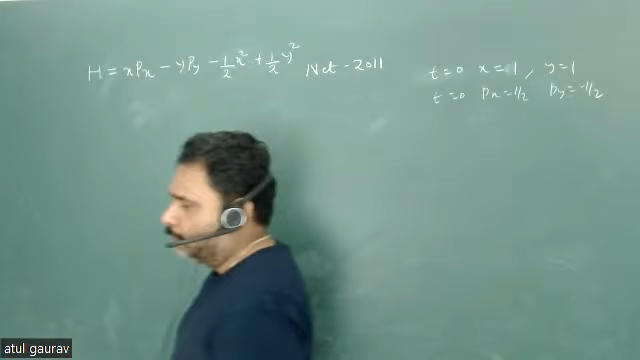 H = xPx - yPy - 1/2 x² + 1/2 y² Net - 2011
t=0 x=1, y=1
t=0 Px=1/2 Py=-1/2
atul gaurav